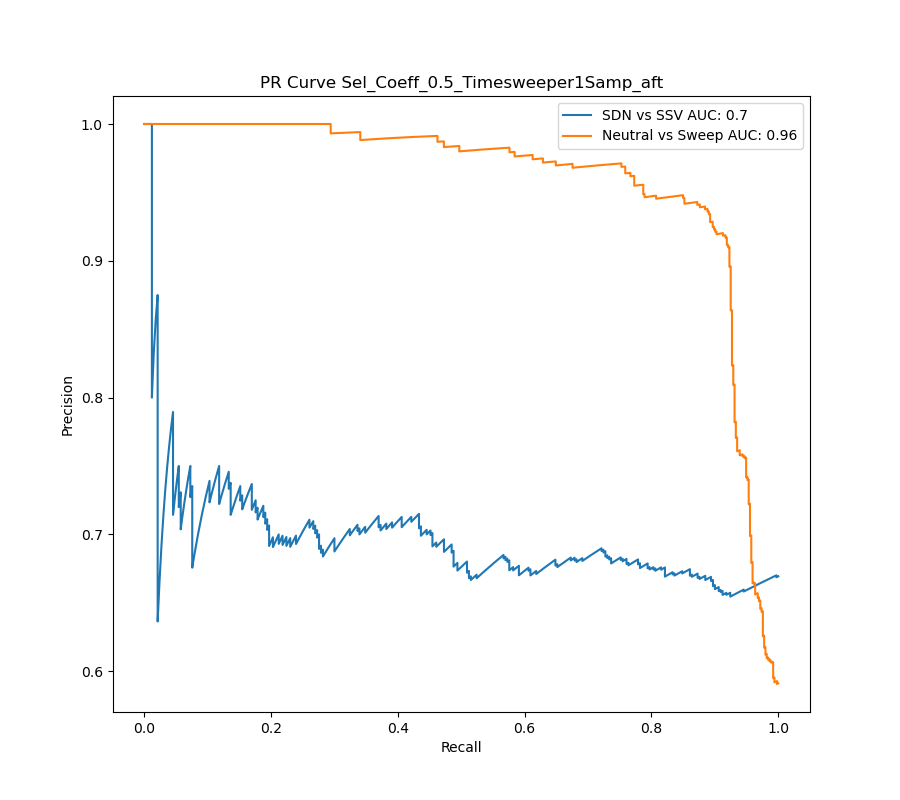 PR Curve Sel_Coeff_0.5_Timesweeper1Samp_aft
SDN vs SSV AUC: 0.7
Neutral vs Sweep AUC: 0.96
1.0
0.9
0.8
0.7
0.6
Precision
0.0 0.2 0.4 0.6 0.8 1.0
Recall